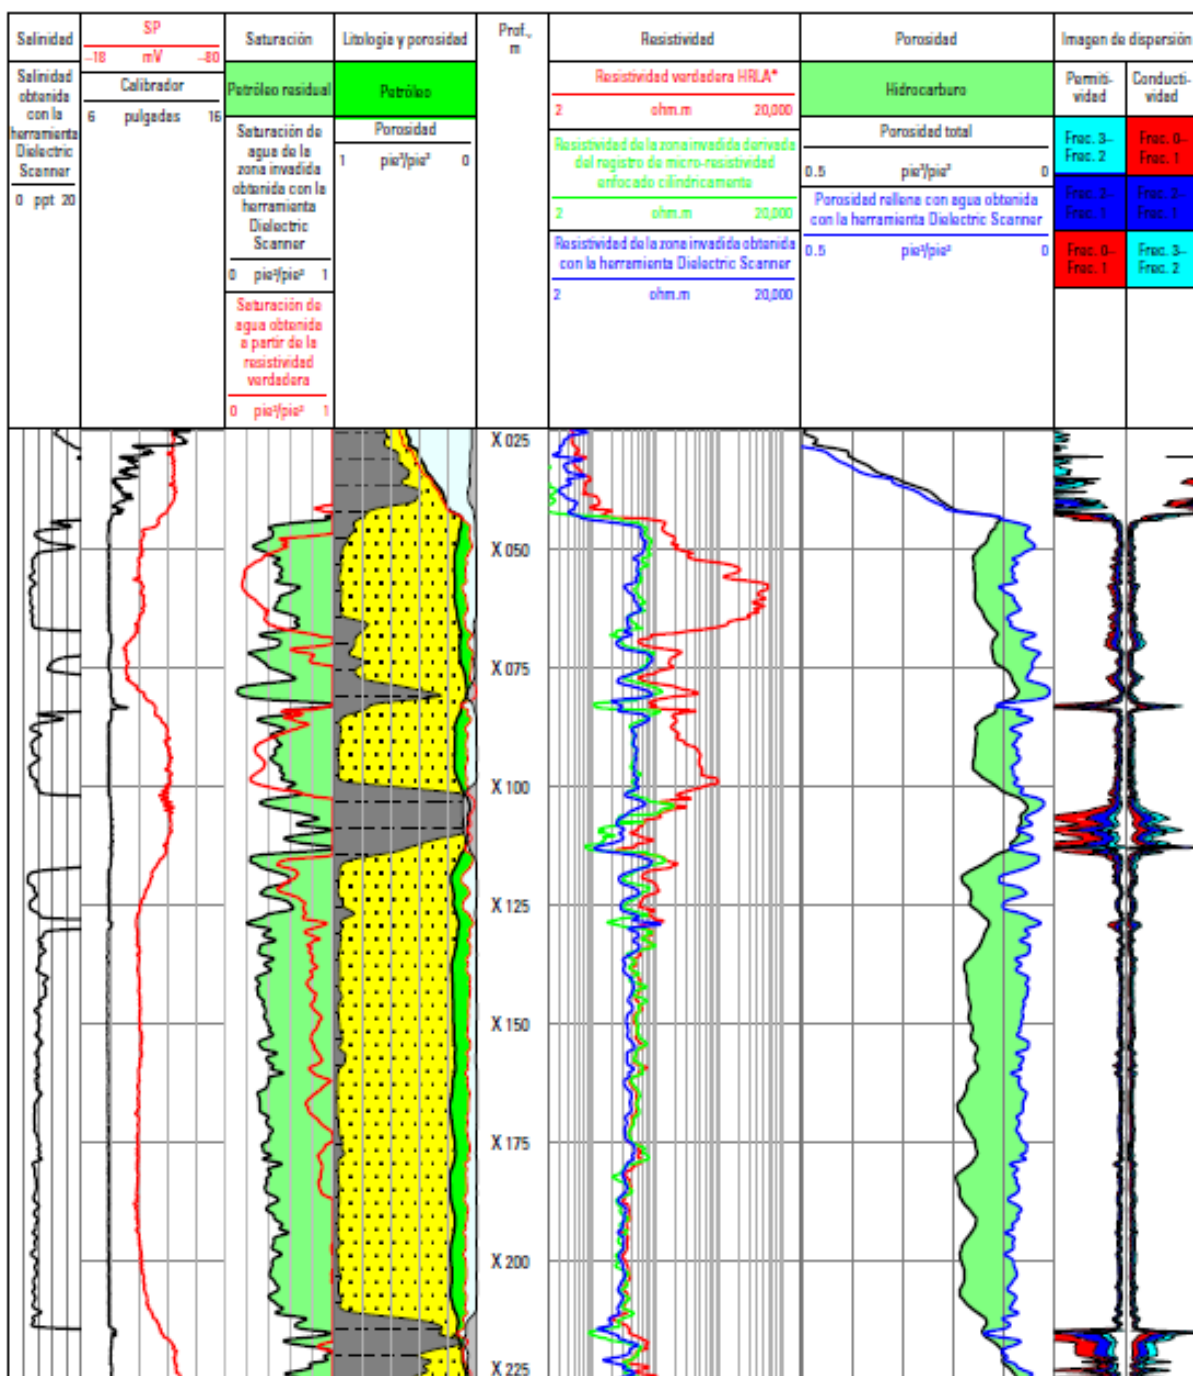 Salinidad
Salinidad
obtenida
con la
herramienta
Dielectric
Scanner
0 ppt 20
SP
–18 mV –80
Calibrador
6 pulgadas 16
Saturación
Petróleo residual
Saturación de
agua de la
zona invadida
obtenida con la
herramienta
Dielectric
Scanner
0 pie³/pie³ 1
Saturación de
agua obtenida
a partir de la
resistividad
verdadera
0 pie³/pie³ 1
Litología y porosidad
Petróleo
Porosidad
1 pie³/pie³ 0
Prof.,
m
Resistividad
Resistividad verdadera HRLA*
2 ohm.m 20,000
Resistividad de la zona invadida derivada
del registro de micro-resistividad
enfocado cilíndricamente
2 ohm.m 20,000
Resistividad de la zona invadida obtenida
con la herramienta Dielectric Scanner
2 ohm.m 20,000
Porosidad
Hidrocarburo
Porosidad total
0.5 pie³/pie³ 0
Porosidad rellena con agua obtenida
con la herramienta Dielectric Scanner
0.5 pie³/pie³ 0
Imagen de dispersión
Permiti-
vidad
Frec. 3–
Frec. 2
Frec. 2–
Frec. 1
Frec. 0–
Frec. 1
Conducti-
vidad
Frec. 0–
Frec. 1
Frec. 2–
Frec. 1
Frec. 3–
Frec. 2
X 025
X 050
X 075
X 100
X 125
X 150
X 175
X 200
X 225